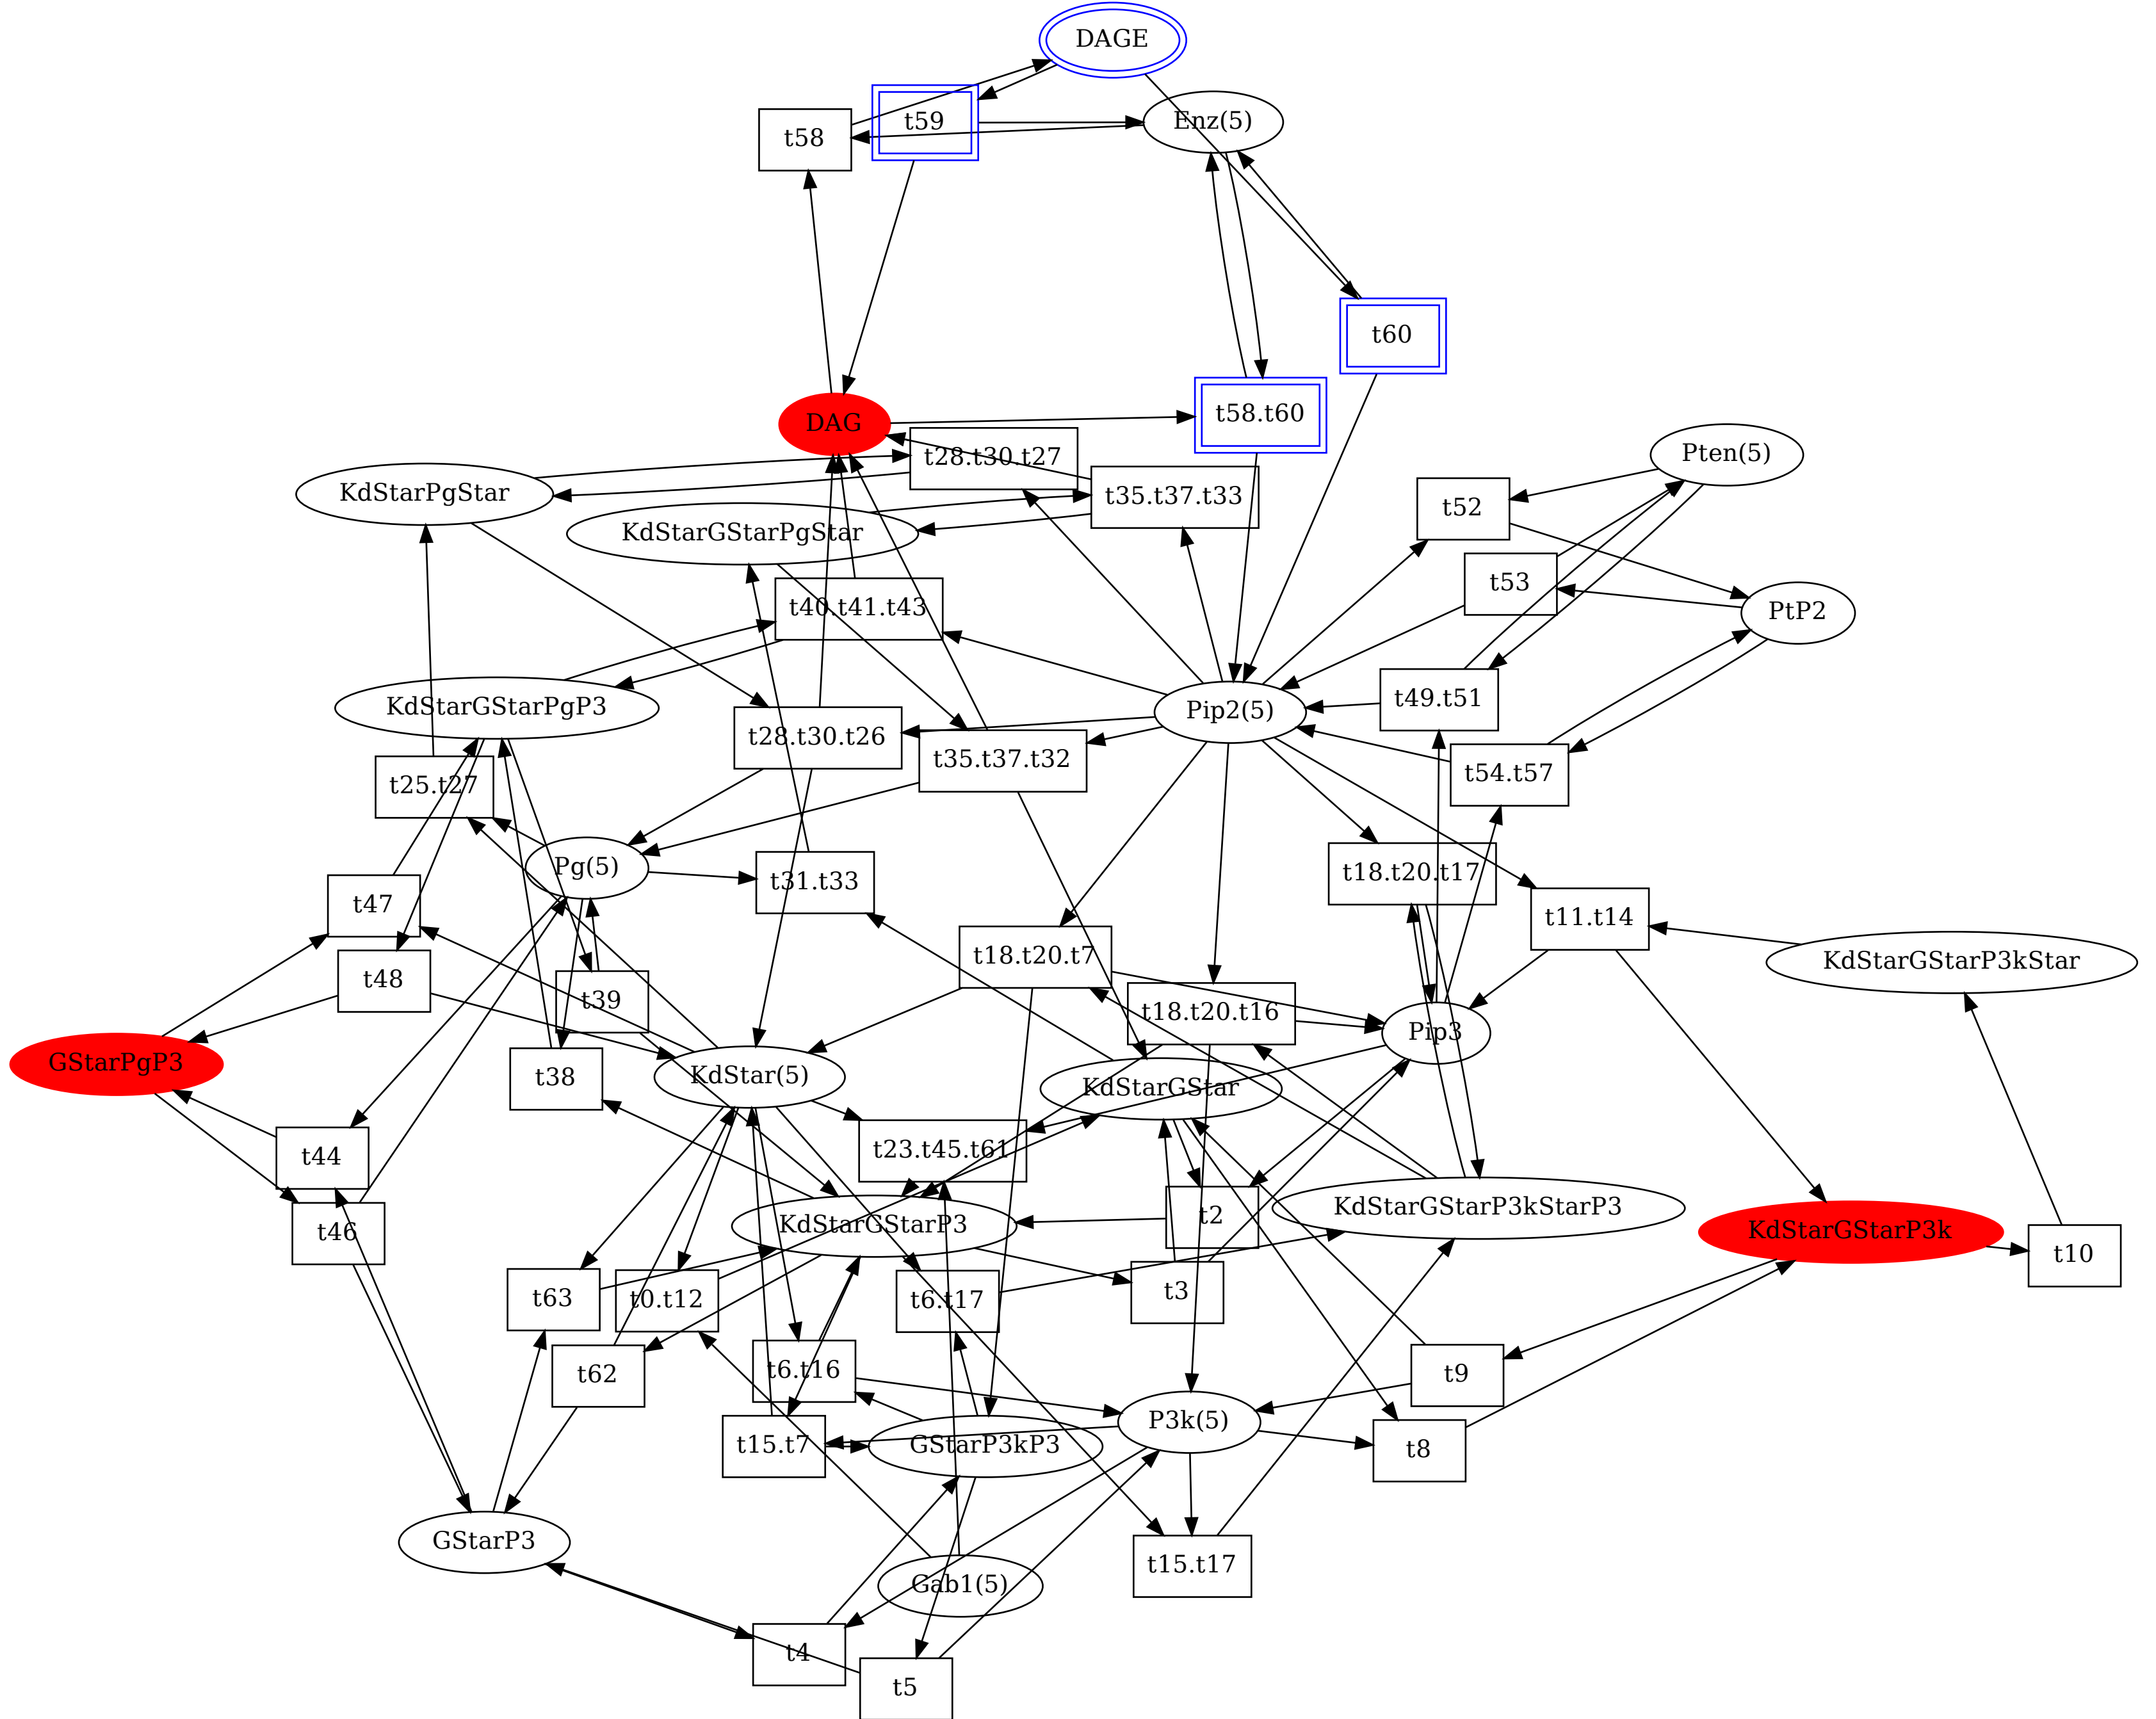 DAGE
t59
Enz(5)
t58
t60
t58.t60
DAG
t28.t30.t27
Pten(5)
KdStarPgStar
t35.t37.t33
t52
KdStarGStarPgStar
t53
t40.t41.t43
PtP2
t49.t51
KdStarGStarPgP3
Pip2(5)
t28.t30.t26
t35.t37.t32
t54.t57
t25.t27
Pg(5)
t31.t33
t18.t20.t17
t47
t11.t14
t18.t20.t7
KdStarGStarP3kStar
t48
t39
t18.t20.t16
Pip3
GStarPgP3
t38
KdStar(5)
KdStarGStar
t44
t23.t45.t61
t2
KdStarGStarP3kStarP3
t46
KdStarGStarP3
KdStarGStarP3k
t10
t63
t0.t12
t6.t17
t3
t62
t6.t16
t9
P3k(5)
t15.t7
GStarP3kP3
t8
GStarP3
t15.t17
Gab1(5)
t4
t5